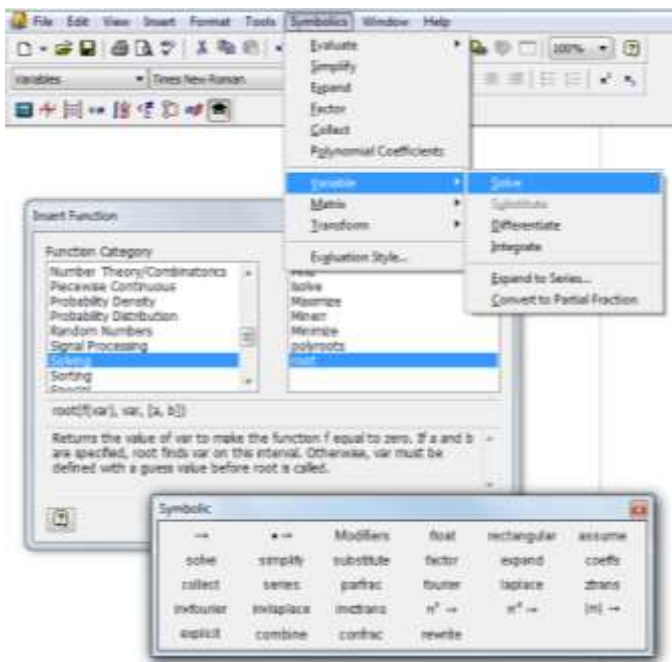 File Edit View Insert Format Tools Symbolics Window Help
100%
Variables Times New Roman
Evaluate
Simplify
Expand
Factor
Collect
Polynomial Coefficients
Variable
Matrix
Transform
Evaluation Style...
Solve
Substitute
Differentiate
Integrate
Expand to Series...
Convert to Partial Fraction
Insert Function
Function Category
Number Theory/Combinatorics
Piecewise Continuous
Probability Density
Probability Distribution
Random Numbers
Signal Processing
Solving
Sorting
Special
lsolve
Maximize
Minerr
Minimize
polyroots
root
root(f(var), var, [a, b])
Returns the value of var to make the function f equal to zero. If a and b
are specified, root finds var on this interval. Otherwise, var must be
defined with a guess value before root is called.
Symbolic
→ ▪ → Modifiers float rectangular assume
solve simplify substitute factor expand coeffs
collect series parfrac fourier laplace ztrans
invfourier invlaplace invztrans
explicit combine confrac rewrite